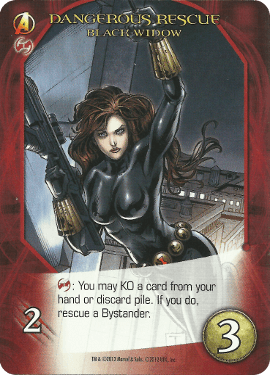 DANGEROUS RESCUE
BLACK WIDOW
: You may KO a card from your
hand or discard pile. If you do,
rescue a Bystander.
2
3